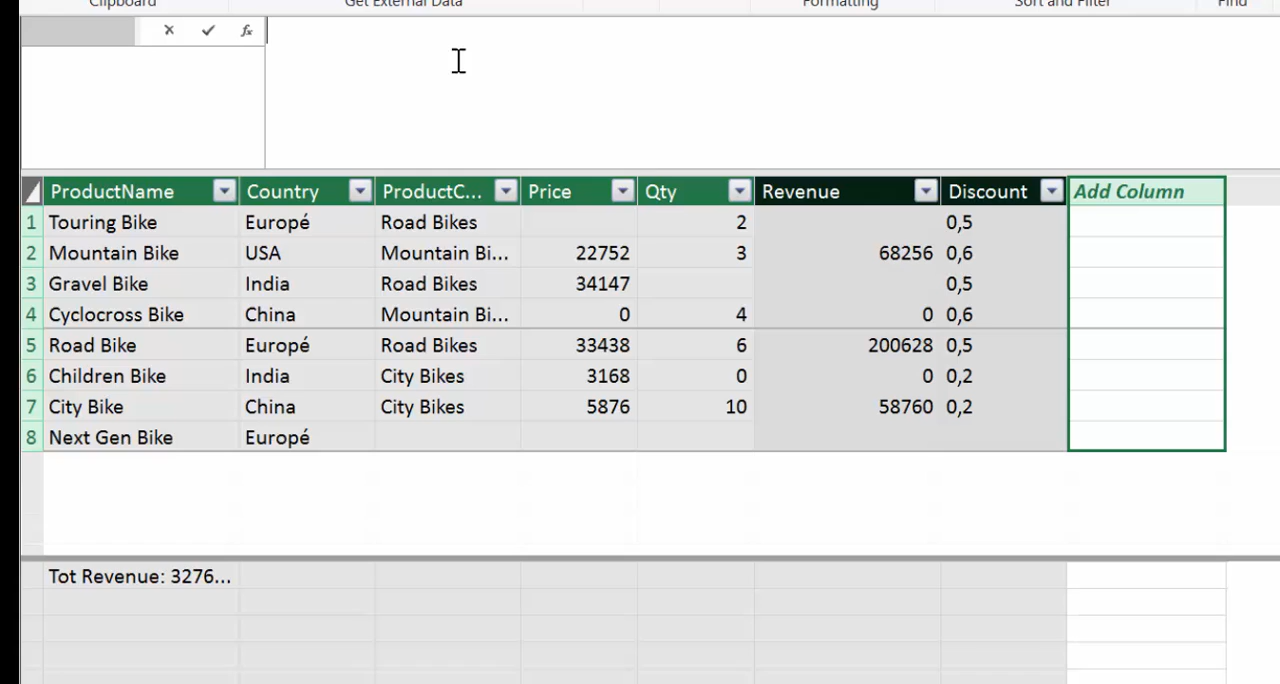 Clipboard Get External Data Formatting Sort and Filter Find
fx
ProductName Country ProductC... Price Qty Revenue Discount Add Column
1 Touring Bike Europé Road Bikes 2 0,5
2 Mountain Bike USA Mountain Bi... 22752 3 68256 0,6
3 Gravel Bike India Road Bikes 34147 0,5
4 Cyclocross Bike China Mountain Bi... 0 4 0 0,6
5 Road Bike Europé Road Bikes 33438 6 200628 0,5
6 Children Bike India City Bikes 3168 0 0 0,2
7 City Bike China City Bikes 5876 10 58760 0,2
8 Next Gen Bike Europé
Tot Revenue: 3276...